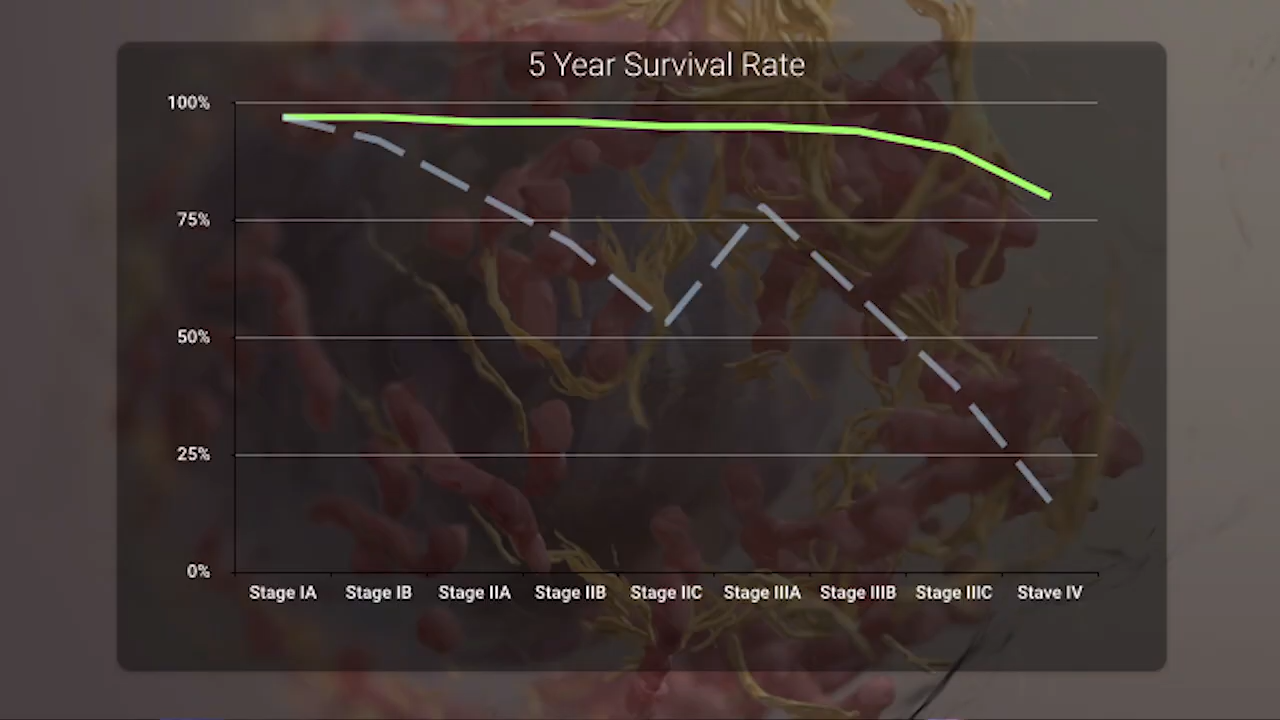 5 Year Survival Rate
100%
75%
50%
25%
0%
Stage IA Stage IB Stage IIA Stage IIB Stage IIC Stage IIIA Stage IIIB Stage IIIC Stave IV